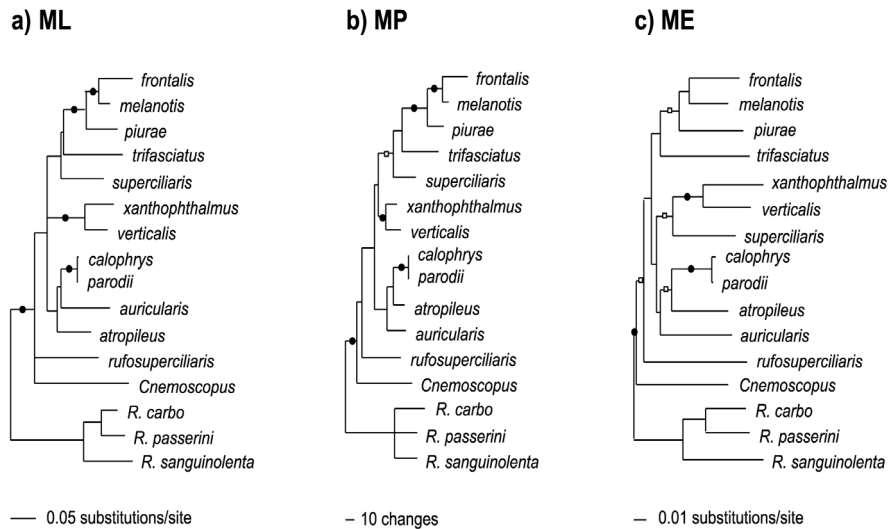 a) ML
frontalis
melanotis
piurae
trifasciatus
superciliaris
xanthophthalmus
verticalis
calophrys
parodii
auricularis
atropileus
rufosuperciliaris
Cnemoscopus
R. carbo
R. passerini
R. sanguinolenta
0.05 substitutions/site
b) MP
frontalis
melanotis
piurae
trifasciatus
superciliaris
xanthophthalmus
verticalis
calophrys
parodii
atropileus
auricularis
rufosuperciliaris
Cnemoscopus
R. carbo
R. passerini
R. sanguinolenta
10 changes
c) ME
frontalis
melanotis
piurae
trifasciatus
xanthophthalmus
verticalis
superciliaris
calophrys
parodii
atropileus
auricularis
rufosuperciliaris
Cnemoscopus
R. carbo
R. passerini
R. sanguinolenta
0.01 substitutions/site